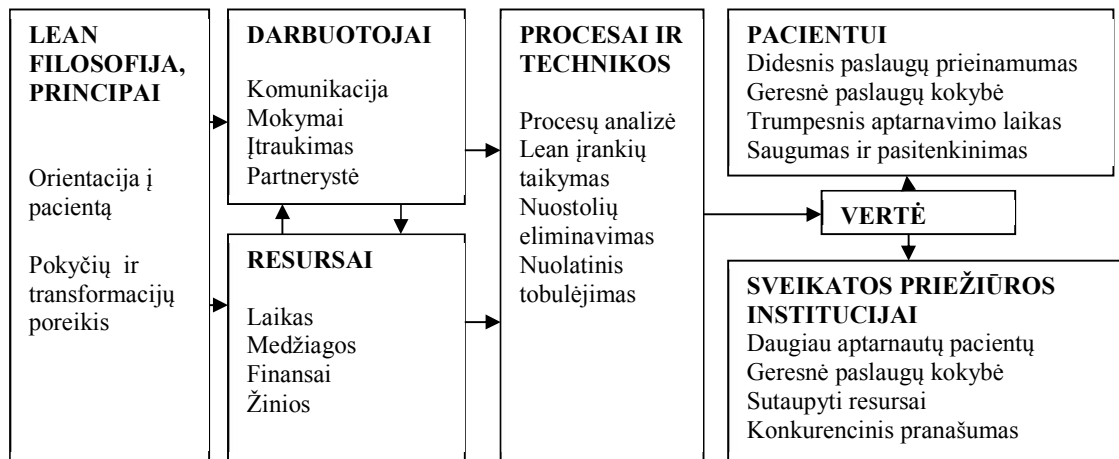 LEAN
FILOSOFIJA,
PRINCIPAI
Orientacija į
pacientą
Pokyčių ir
transformacijų
poreikis
DARBUOTOJAI
Komunikacija
Mokymai
Įtraukimas
Partnerystė
RESURSAI
Laikas
Medžiagos
Finansai
Žinios
PROCESAI IR
TECHNIKOS
Procesų analizė
Lean įrankių
taikymas
Nuostolių
eliminavimas
Nuolatinis
tobulėjimas
PACIENTUI
Didesnis paslaugų prieinamumas
Geresnė paslaugų kokybė
Trumpesnis aptarnavimo laikas
Saugumas ir pasitenkinimas
VERTĖ
SVEIKATOS PRIEŽIŪROS
INSTITUCIJAI
Daugiau aptarnautų pacientų
Geresnė paslaugų kokybė
Sutaupyti resursai
Konkurencinis pranašumas